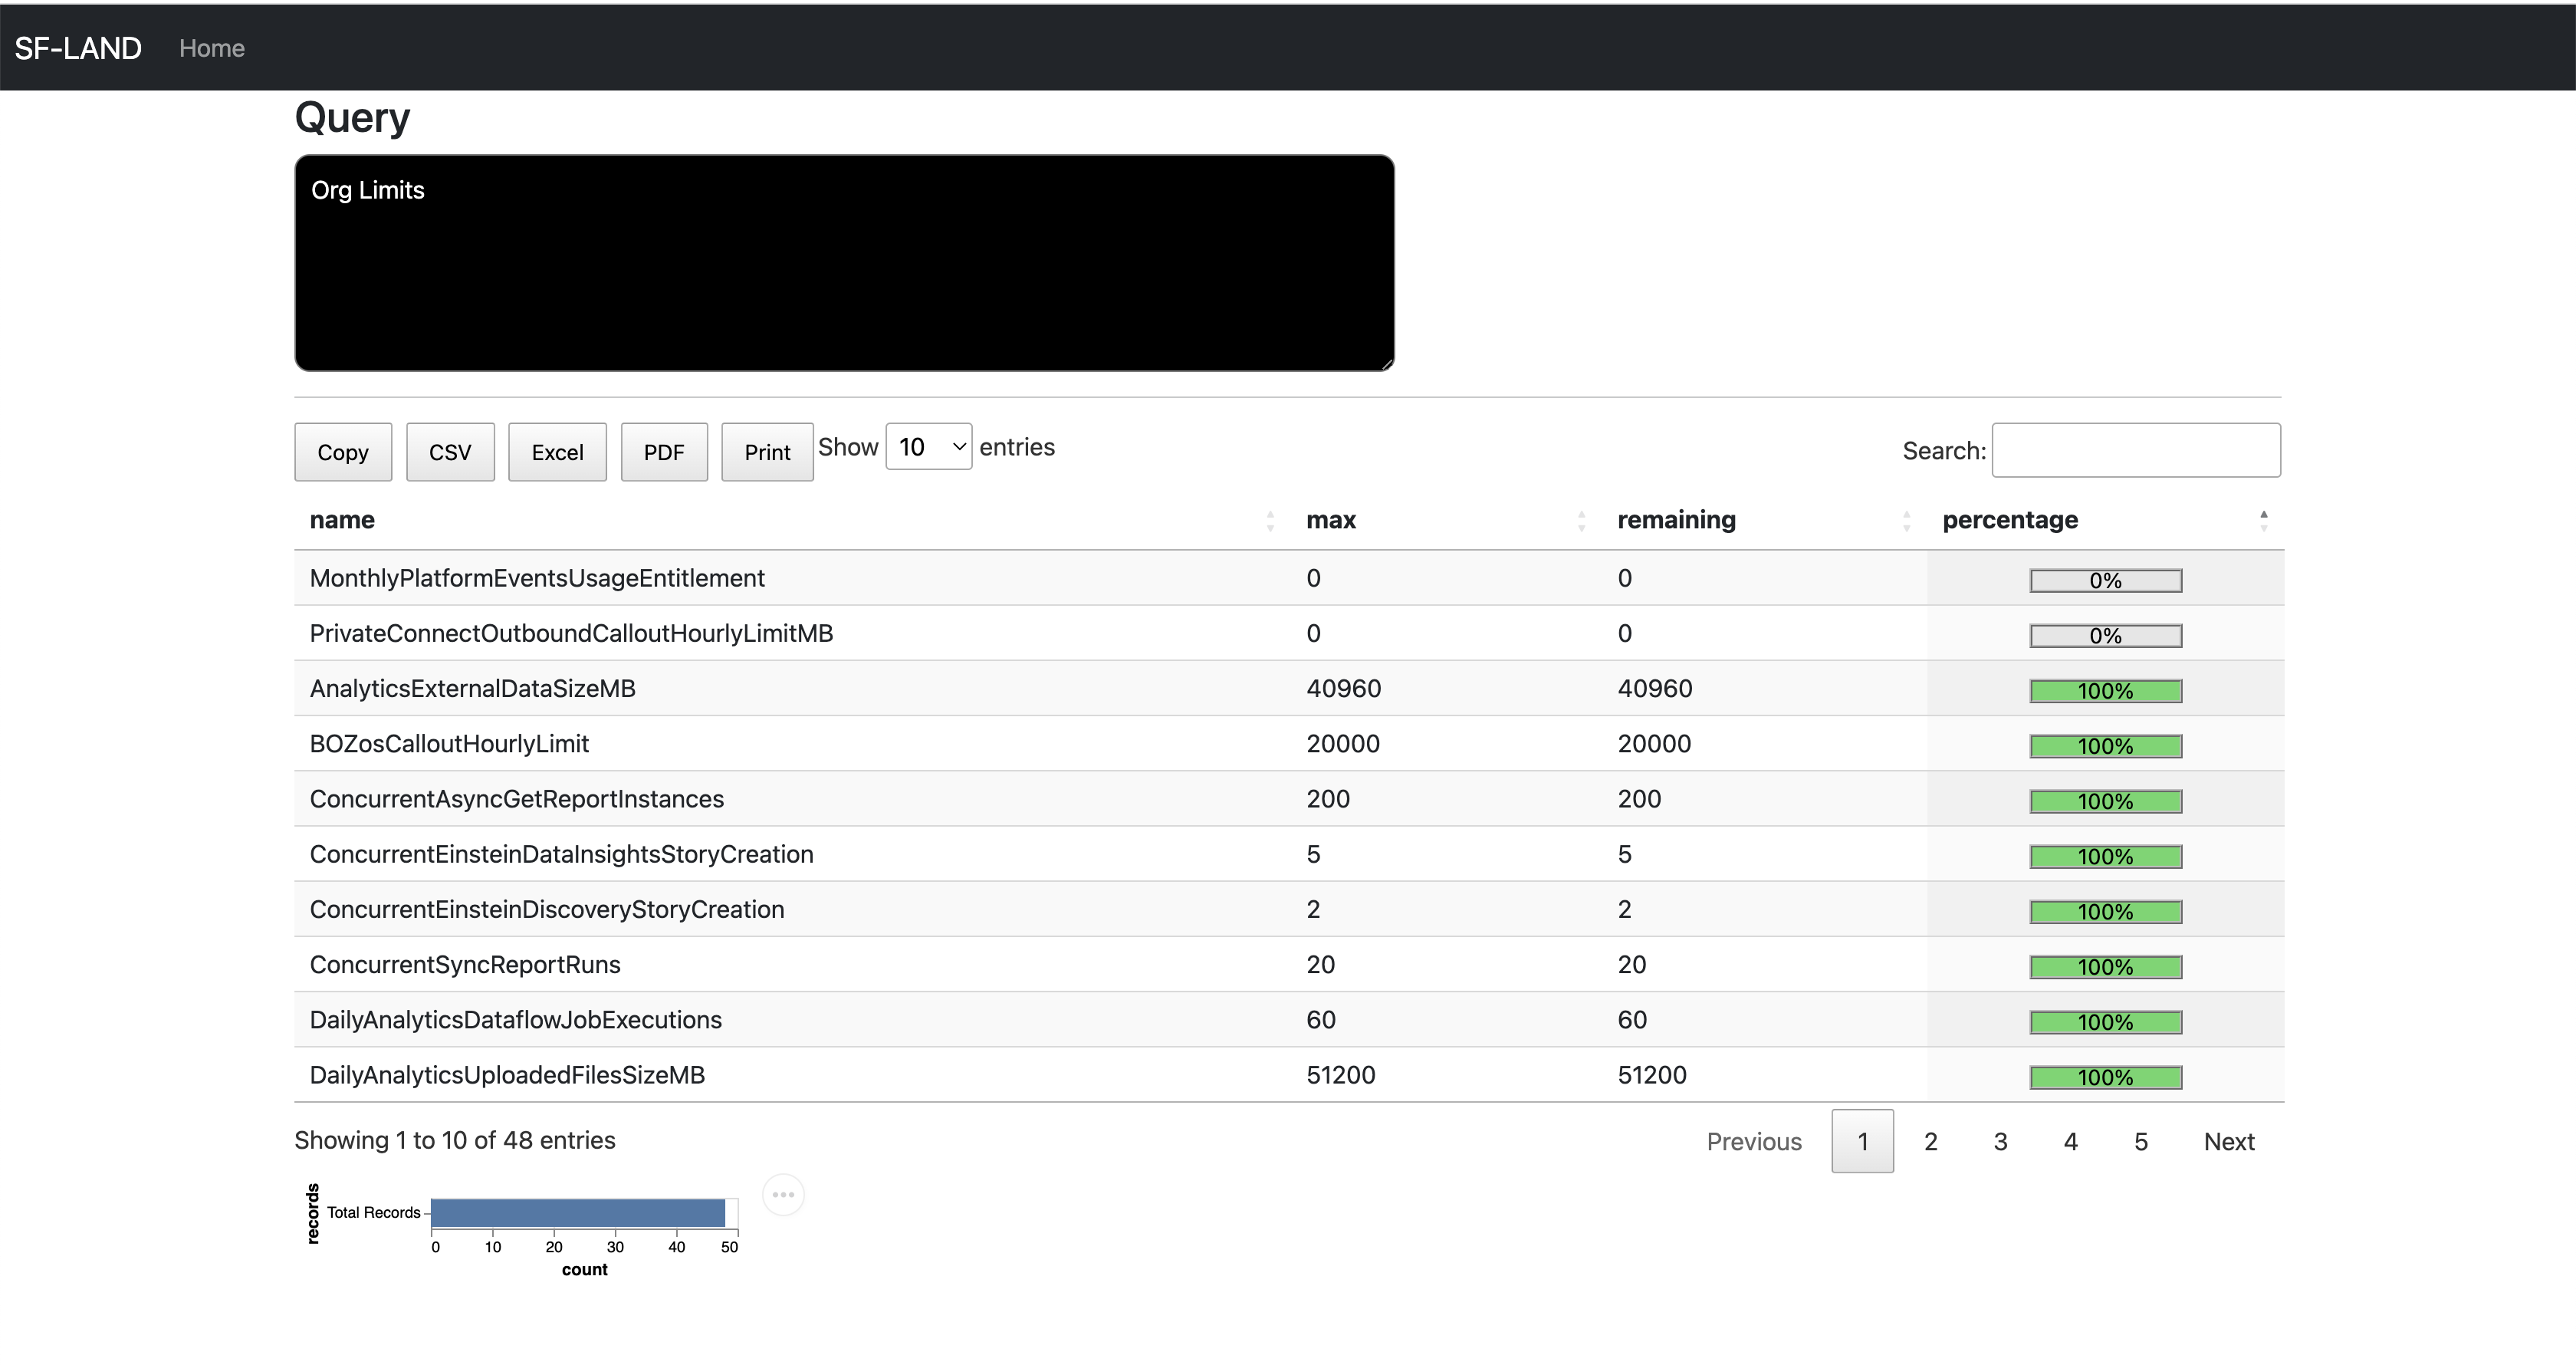 SF-LAND Home
Query
Org Limits
Copy CSV Excel PDF Print Show 10 entries Search:
name max remaining percentage
MonthlyPlatformEventsUsageEntitlement 0 0 0%
PrivateConnectOutboundCalloutHourlyLimitMB 0 0 0%
AnalyticsExternalDataSizeMB 40960 40960 100%
BOZosCalloutHourlyLimit 20000 20000 100%
ConcurrentAsyncGetReportInstances 200 200 100%
ConcurrentEinsteinDataInsightsStoryCreation 5 5 100%
ConcurrentEinsteinDiscoveryStoryCreation 2 2 100%
ConcurrentSyncReportRuns 20 20 100%
DailyAnalyticsDataflowJobExecutions 60 60 100%
DailyAnalyticsUploadedFilesSizeMB 51200 51200 100%
Showing 1 to 10 of 48 entries Previous 1 2 3 4 5 Next
records
Total Records
0 10 20 30 40 50
count